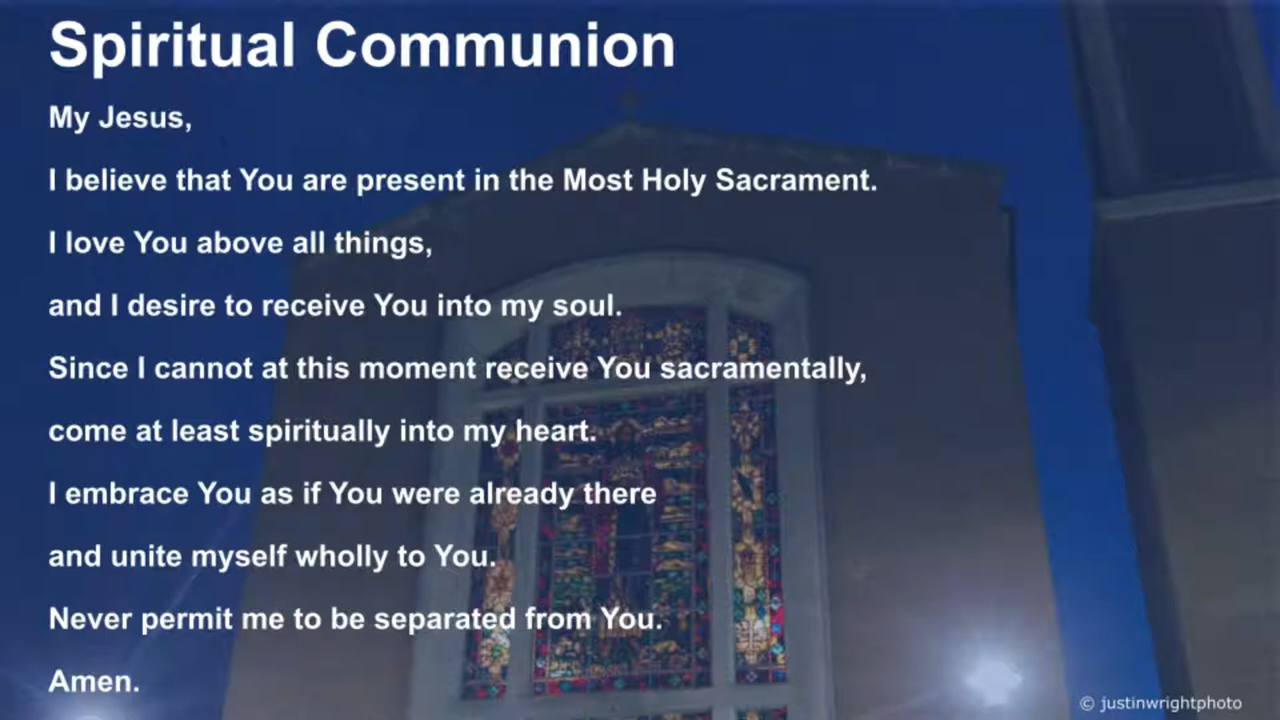 Spiritual Communion
My Jesus,
I believe that You are present in the Most Holy Sacrament.
I love You above all things,
and I desire to receive You into my soul.
Since I cannot at this moment receive You sacramentally,
come at least spiritually into my heart.
I embrace You as if You were already there
and unite myself wholly to You.
Never permit me to be separated from You.
Amen.
© justinwrightphoto